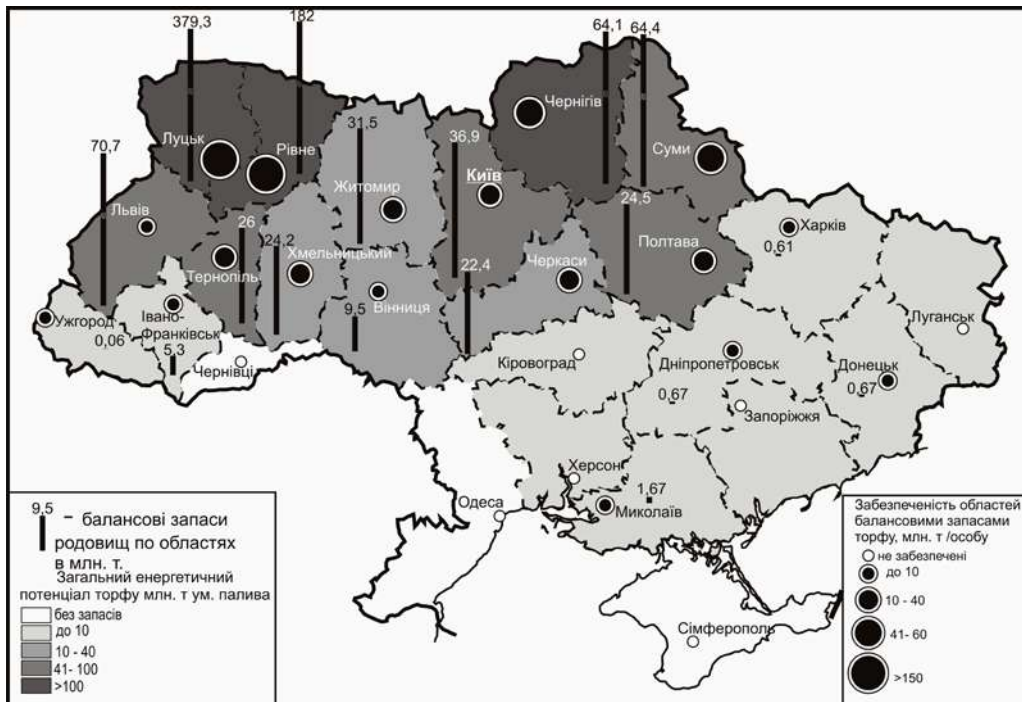 379,3
182
64,1
64,4
70,7
31,5
36,9
Чернігів
Луцьк
Рівне
Суми
Київ
Житомир
Львів
26
24,2
24,5
Харків
0,61
Полтава
Тернопіль
Хмельницький
22,4
Черкаси
9,5
Вінниця
Ужгород
0,06
Івано-
Франківськ
5,3
Чернівці
Луганськ
Кіровоград
Дніпропетровськ
0,67
Донецьк
0,67
Запоріжжя
Херсон
1,67
Миколаїв
Одеса
Сімферополь
9,5
– балансові запаси
родовищ по областях
в млн. т.
Загальний енергетичний
потенціал торфу млн. т ум. палива
без запасів
до 10
10 - 40
41- 100
>100
Забезпеченість областей
балансовими запасами
торфу, млн. т /особу
не забезпечені
до 10
10 - 40
41- 60
>150